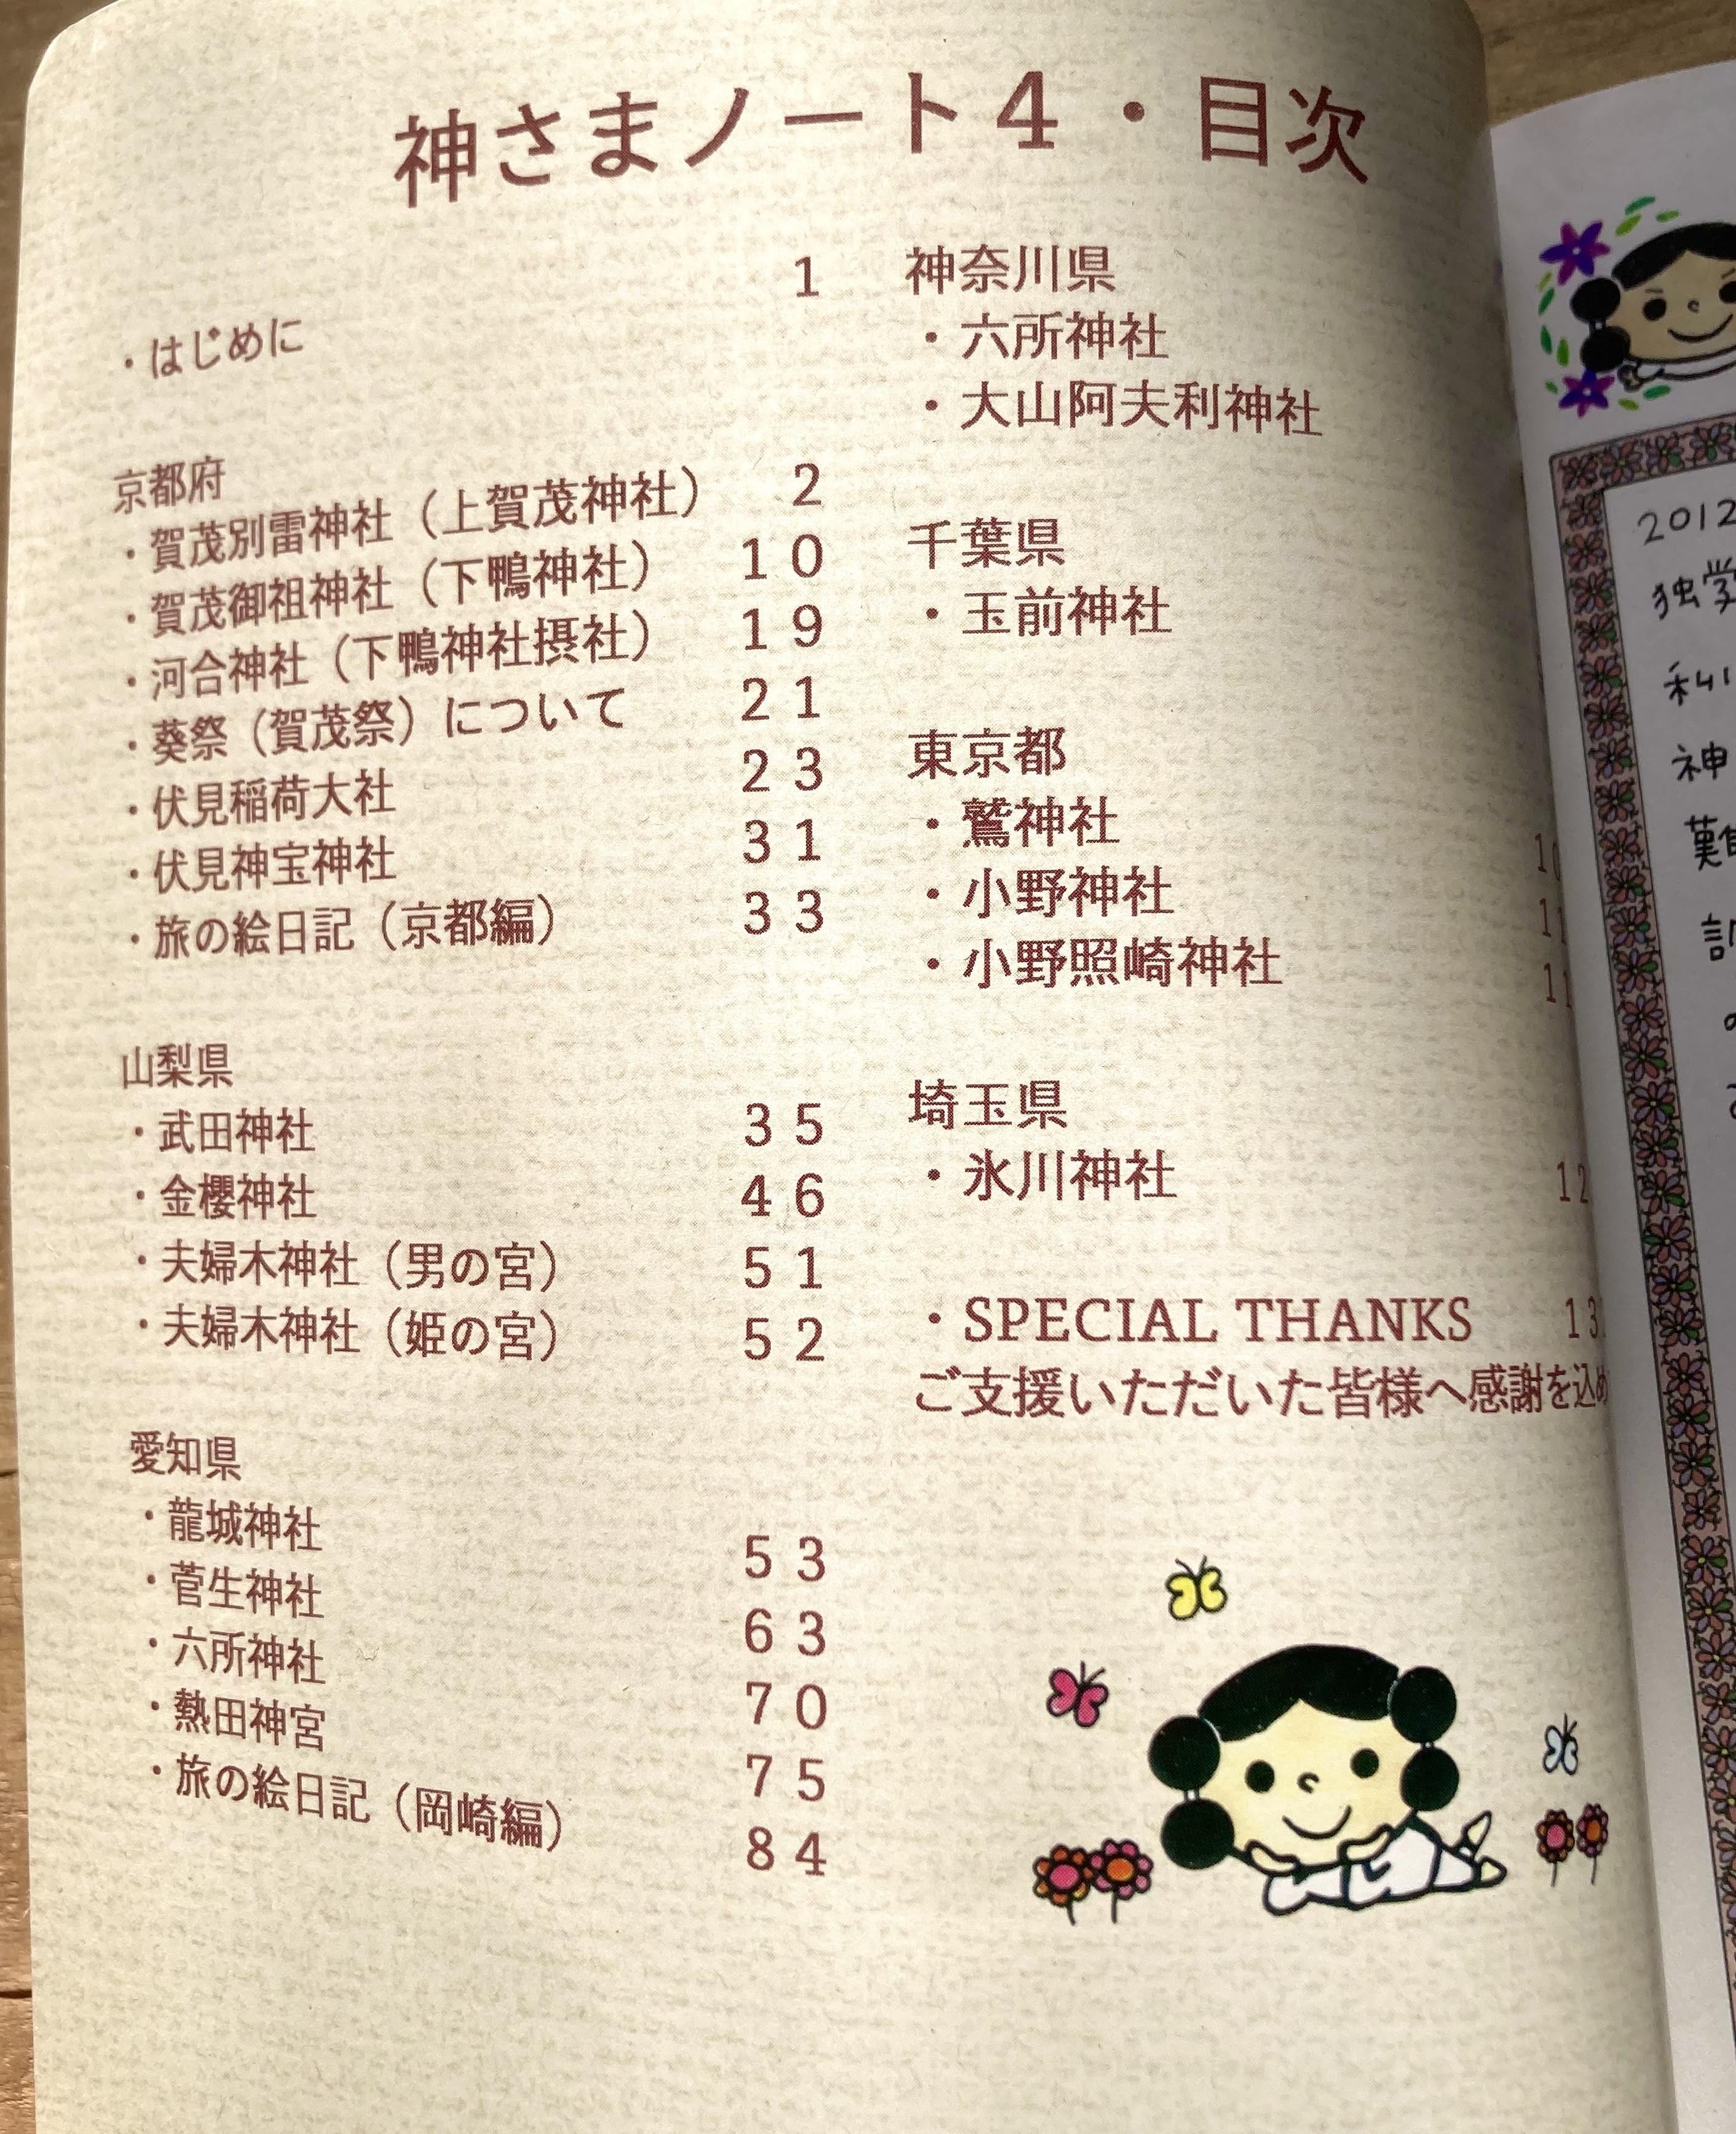 神さまノート4・目次
・はじめに 1
京都府
・賀茂別雷神社（上賀茂神社） 2
・賀茂御祖神社（下鴨神社） 10
・河合神社（下鴨神社摂社） 19
・葵祭（賀茂祭）について 21
・伏見稲荷大社 23
・伏見神宝神社 31
・旅の絵日記（京都編） 33
山梨県
・武田神社 35
・金櫻神社 46
・夫婦木神社（男の宮） 51
・夫婦木神社（姫の宮） 52
愛知県
・龍城神社 53
・菅生神社 63
・六所神社 70
・熱田神宮 75
・旅の絵日記（岡崎編） 84
神奈川県
・六所神社
・大山阿夫利神社
千葉県
・玉前神社
東京都
・鷲神社
・小野神社
・小野照崎神社
埼玉県
・氷川神社
・SPECIAL THANKS
ご支援いただいた皆様へ感謝を込め
2012
独学
神